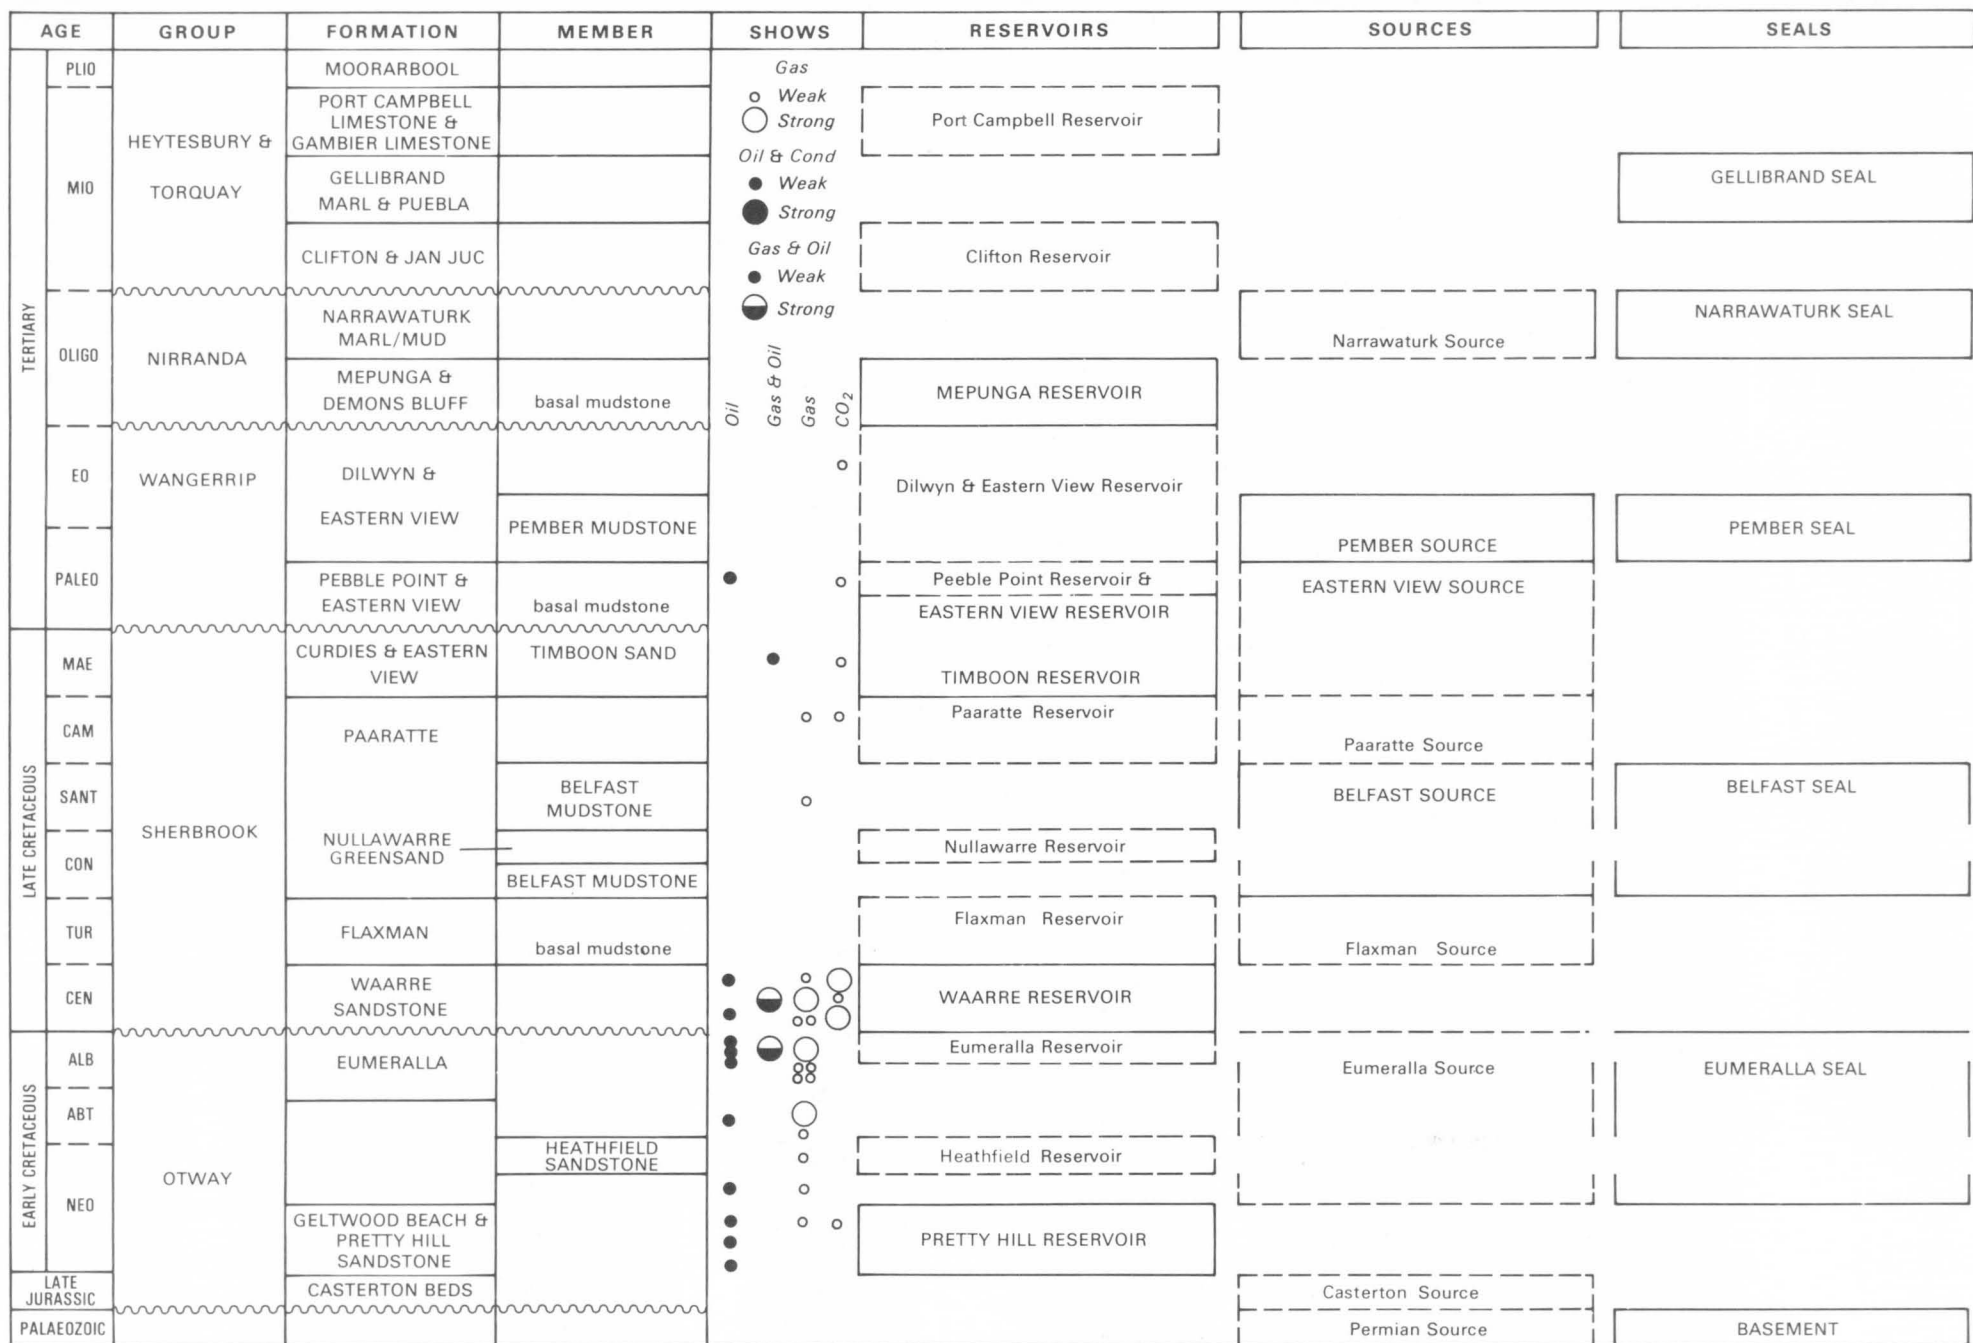 AGE GROUP FORMATION MEMBER SHOWS RESERVOIRS SOURCES SEALS
TERTIARY
PLIO
MOORARBOOL
Gas
Weak
Strong
MIO
HEYTESBURY &
TORQUAY
PORT CAMPBELL
LIMESTONE &
GAMBIER LIMESTONE
Port Campbell Reservoir
Oil & Cond
Weak
Strong
GELLIBRAND
MARL & PUEBLA
GELLIBRAND SEAL
CLIFTON & JAN JUC
Gas & Oil
Weak
Strong
Clifton Reservoir
OLIGO
NIRRANDA
NARRAWATURK
MARL/MUD
Narrawaturk Source
NARRAWATURK SEAL
MEPUNGA &
DEMONS BLUFF
basal mudstone
Oil
Gas & Oil
Gas
CO2
MEPUNGA RESERVOIR
EO
WANGERRIP
DILWYN &
EASTERN VIEW
PEMBER MUDSTONE
Dilwyn & Eastern View Reservoir
PEMBER SOURCE
PEMBER SEAL
PALEO
PEBBLE POINT &
EASTERN VIEW
basal mudstone
Peeble Point Reservoir &
EASTERN VIEW RESERVOIR
EASTERN VIEW SOURCE
LATE CRETACEOUS
MAE
SHERBROOK
CURDIES & EASTERN
VIEW
TIMBOON SAND
TIMBOON RESERVOIR
CAM
PAARATTE
Paaratte Reservoir
Paaratte Source
SANT
BELFAST
MUDSTONE
BELFAST SOURCE
BELFAST SEAL
CON
NULLAWARRE
GREENSAND
Nullawarre Reservoir
BELFAST MUDSTONE
TUR
FLAXMAN
basal mudstone
Flaxman Reservoir
Flaxman Source
CEN
WAARRE
SANDSTONE
WAARRE RESERVOIR
EARLY CRETACEOUS
ALB
OTWAY
EUMERALLA
Eumeralla Reservoir
Eumeralla Source
EUMERALLA SEAL
ABT
NEO
HEATHFIELD
SANDSTONE
Heathfield Reservoir
GELTWOOD BEACH &
PRETTY HILL
SANDSTONE
PRETTY HILL RESERVOIR
LATE
JURASSIC
CASTERTON BEDS
Casterton Source
PALAEOZOIC
Permian Source
BASEMENT